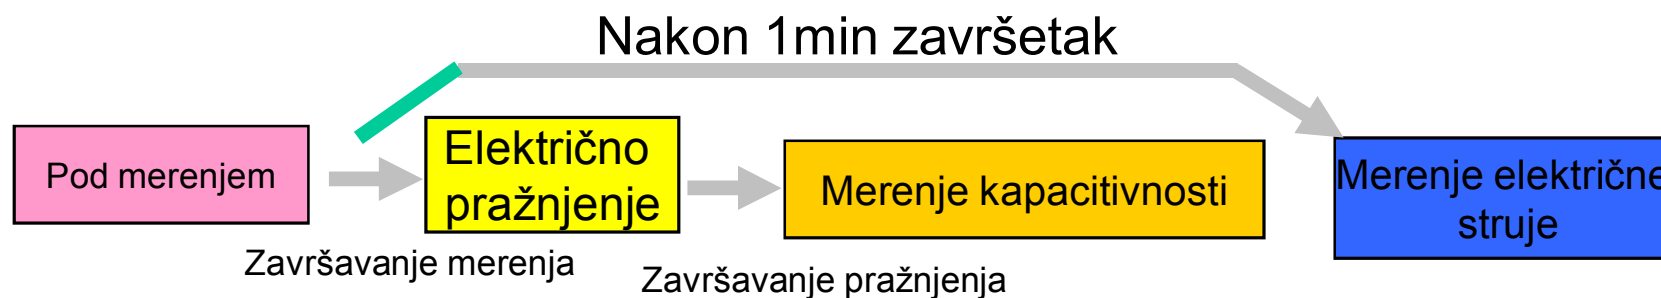 Nakon 1min završetak
Pod merenjem
Električno
pražnjenje
Merenje kapacitivnosti
Merenje električne
struje
Završavanje merenja
Završavanje pražnjenja